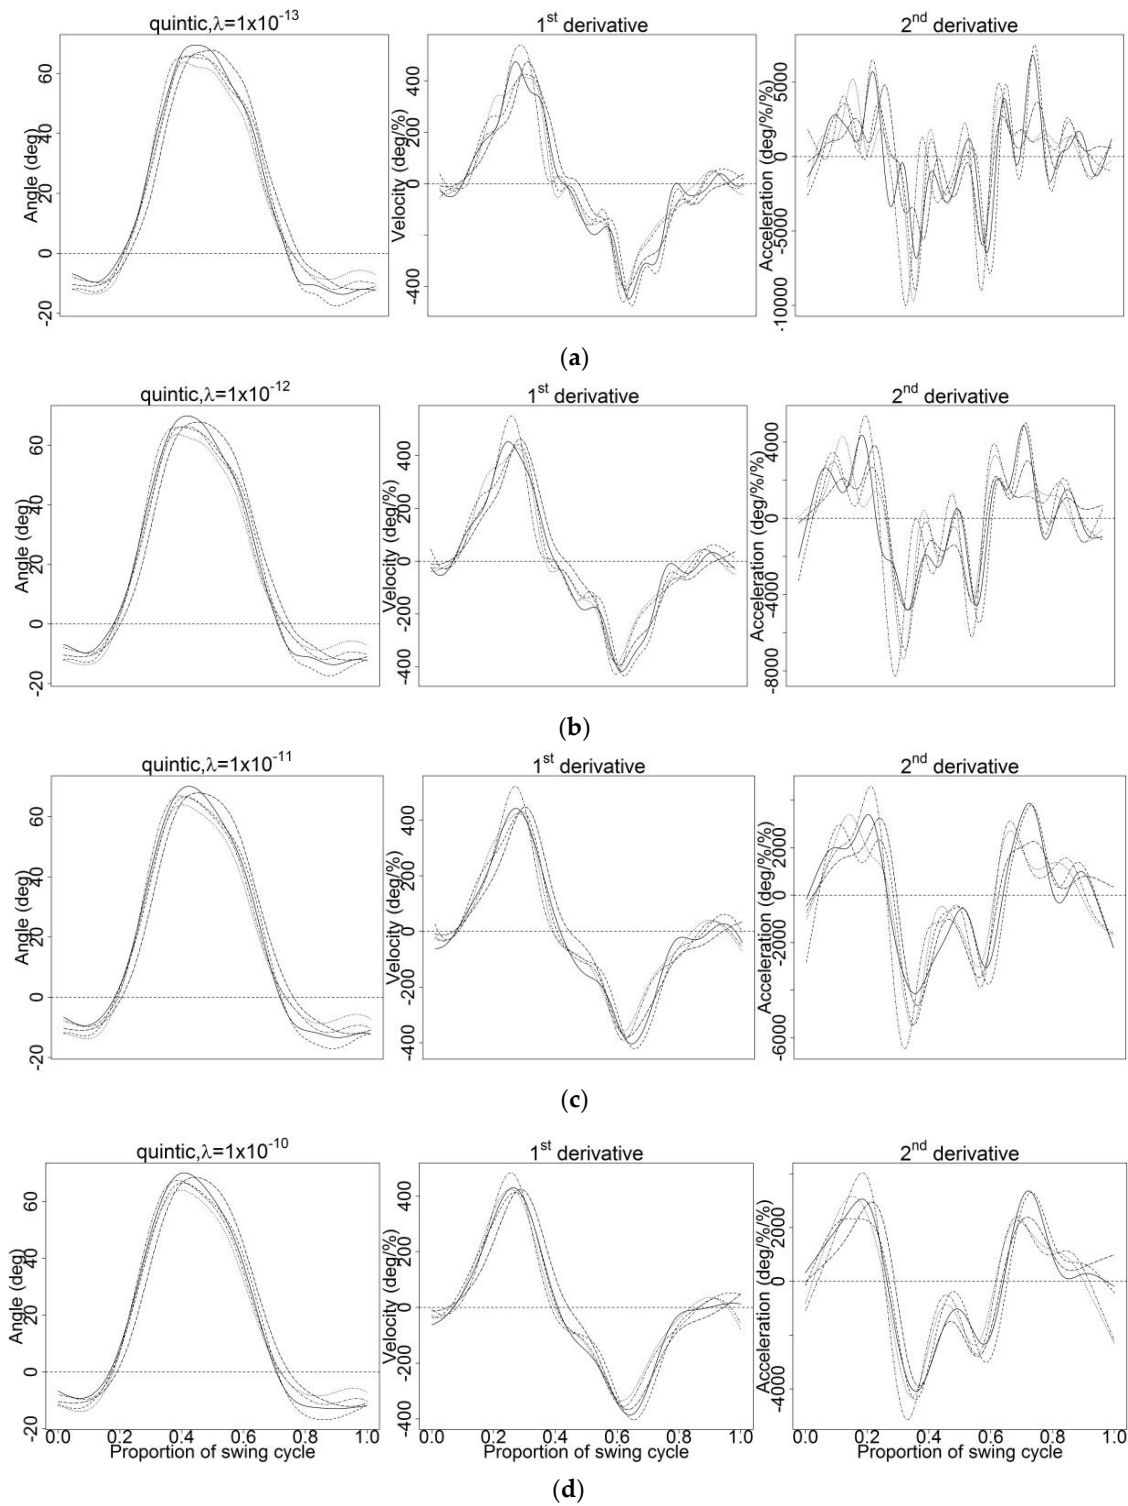 quintic,λ=1x10-13 1st derivative 2nd derivative
Angle (deg) -20 0 20 40 60
Velocity (deg/%) -400 0 200 400
Acceleration (deg/%/%) -10000 -5000 0 5000
(a)
quintic,λ=1x10-12 1st derivative 2nd derivative
Angle (deg) -20 0 20 40 60
Velocity (deg/%) -400 -200 0 200 400
Acceleration (deg/%/%) -8000 -4000 0 4000
(b)
quintic,λ=1x10-11 1st derivative 2nd derivative
Angle (deg) -20 0 20 40 60
Velocity (deg/%) -400 -200 0 200 400
Acceleration (deg/%/%) -6000 -2000 0 2000
(c)
quintic,λ=1x10-10 1st derivative 2nd derivative
Angle (deg) -20 0 20 40 60
Velocity (deg/%) -400 -200 0 200 400
Acceleration (deg/%/%) -4000 0 2000
0.0 0.2 0.4 0.6 0.8 1.0 0.0 0.2 0.4 0.6 0.8 1.0 0.0 0.2 0.4 0.6 0.8 1.0
Proportion of swing cycle Proportion of swing cycle Proportion of swing cycle
(d)